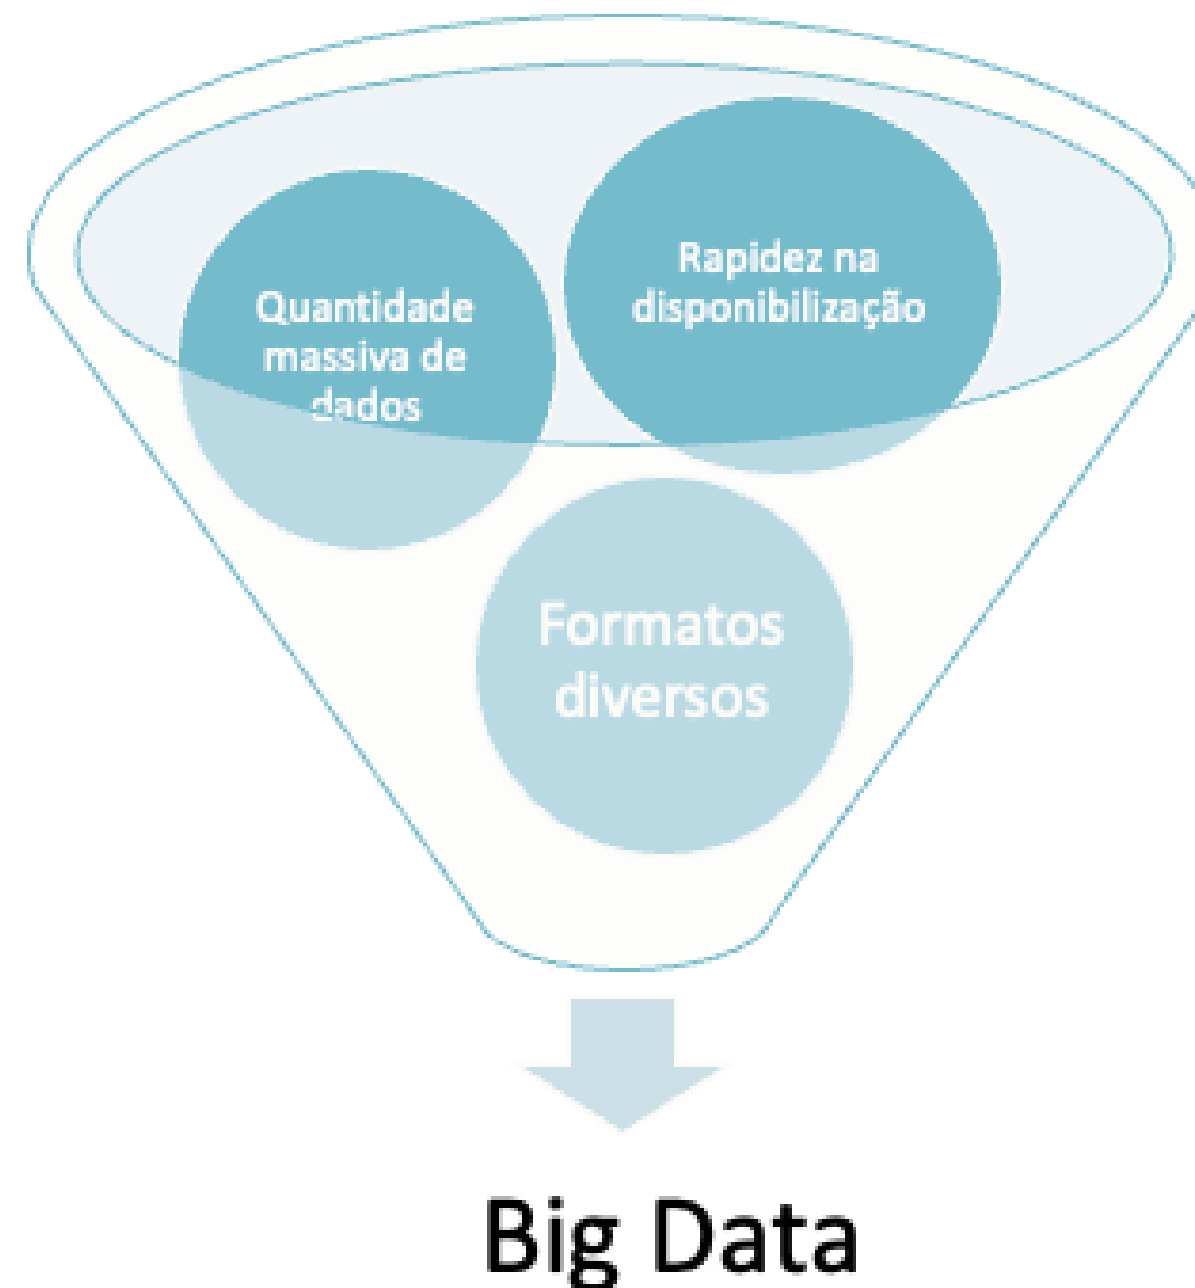 Quantidade
massiva de
dados
Rapidez na
disponibilização
Formatos
diversos
Big Data